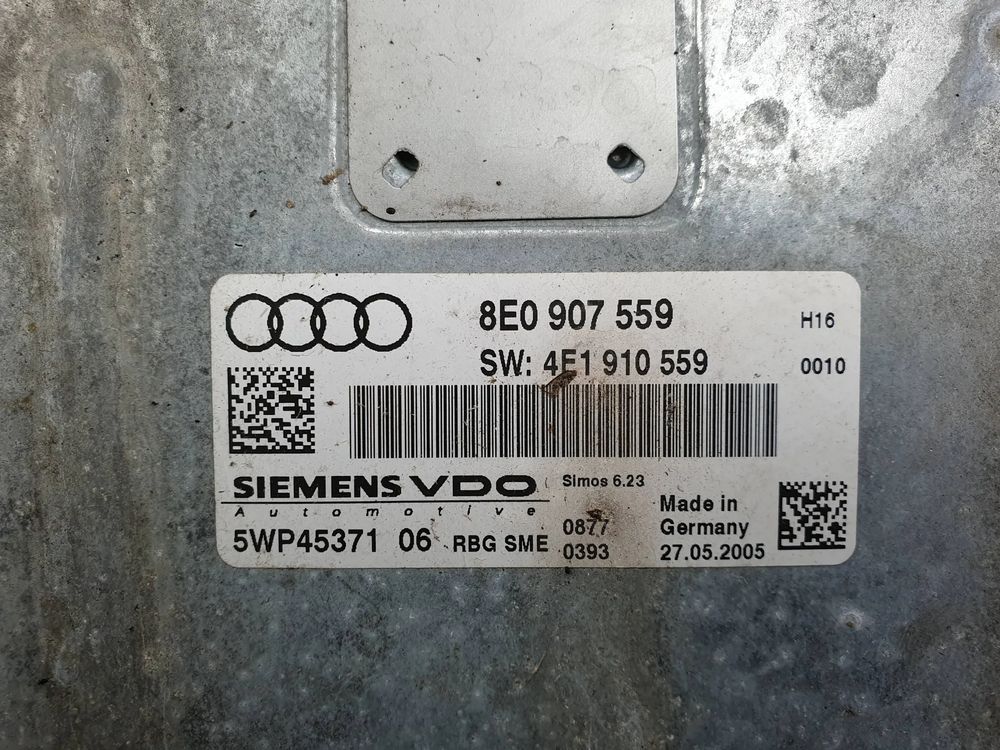 8E0 907 559 H16
SW: 4F1 910 559 0010
SIEMENS VDO Simos 6.23
Automotive
Made in
0877 Germany
5WP45371 06 RBG SME 0393 27.05.2005